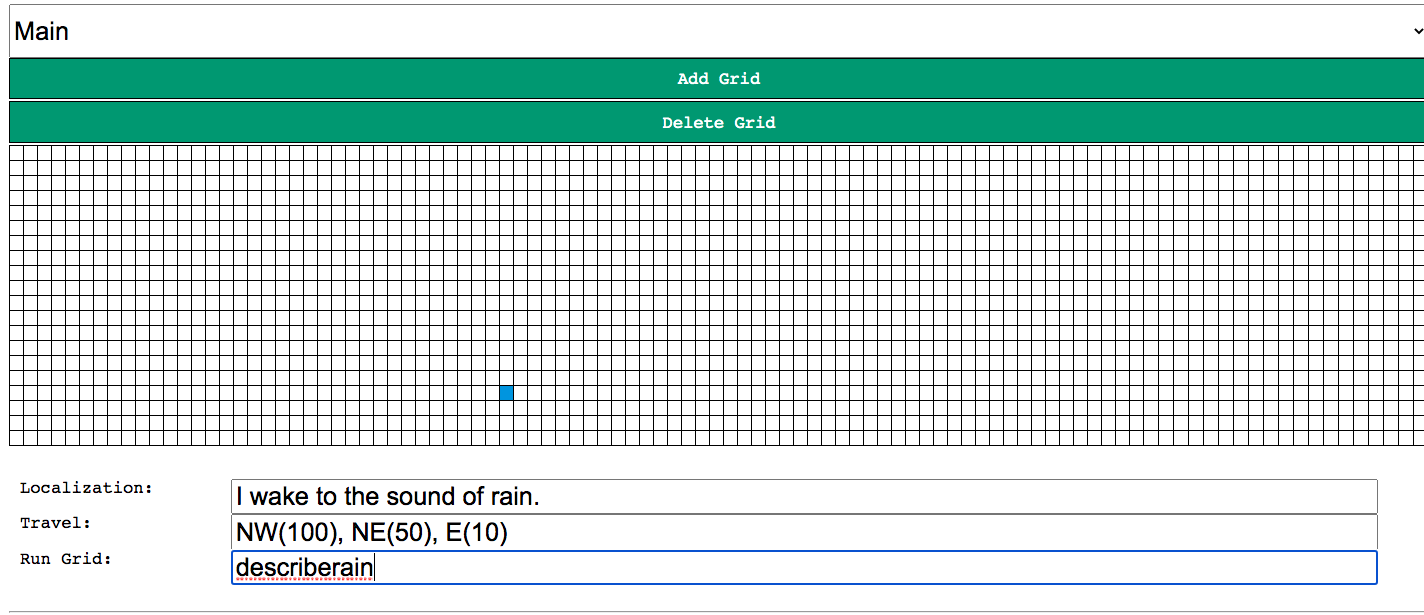 Main
Add Grid
Delete Grid
Localization: I wake to the sound of rain.
Travel: NW(100), NE(50), E(10)
Run Grid: describerain